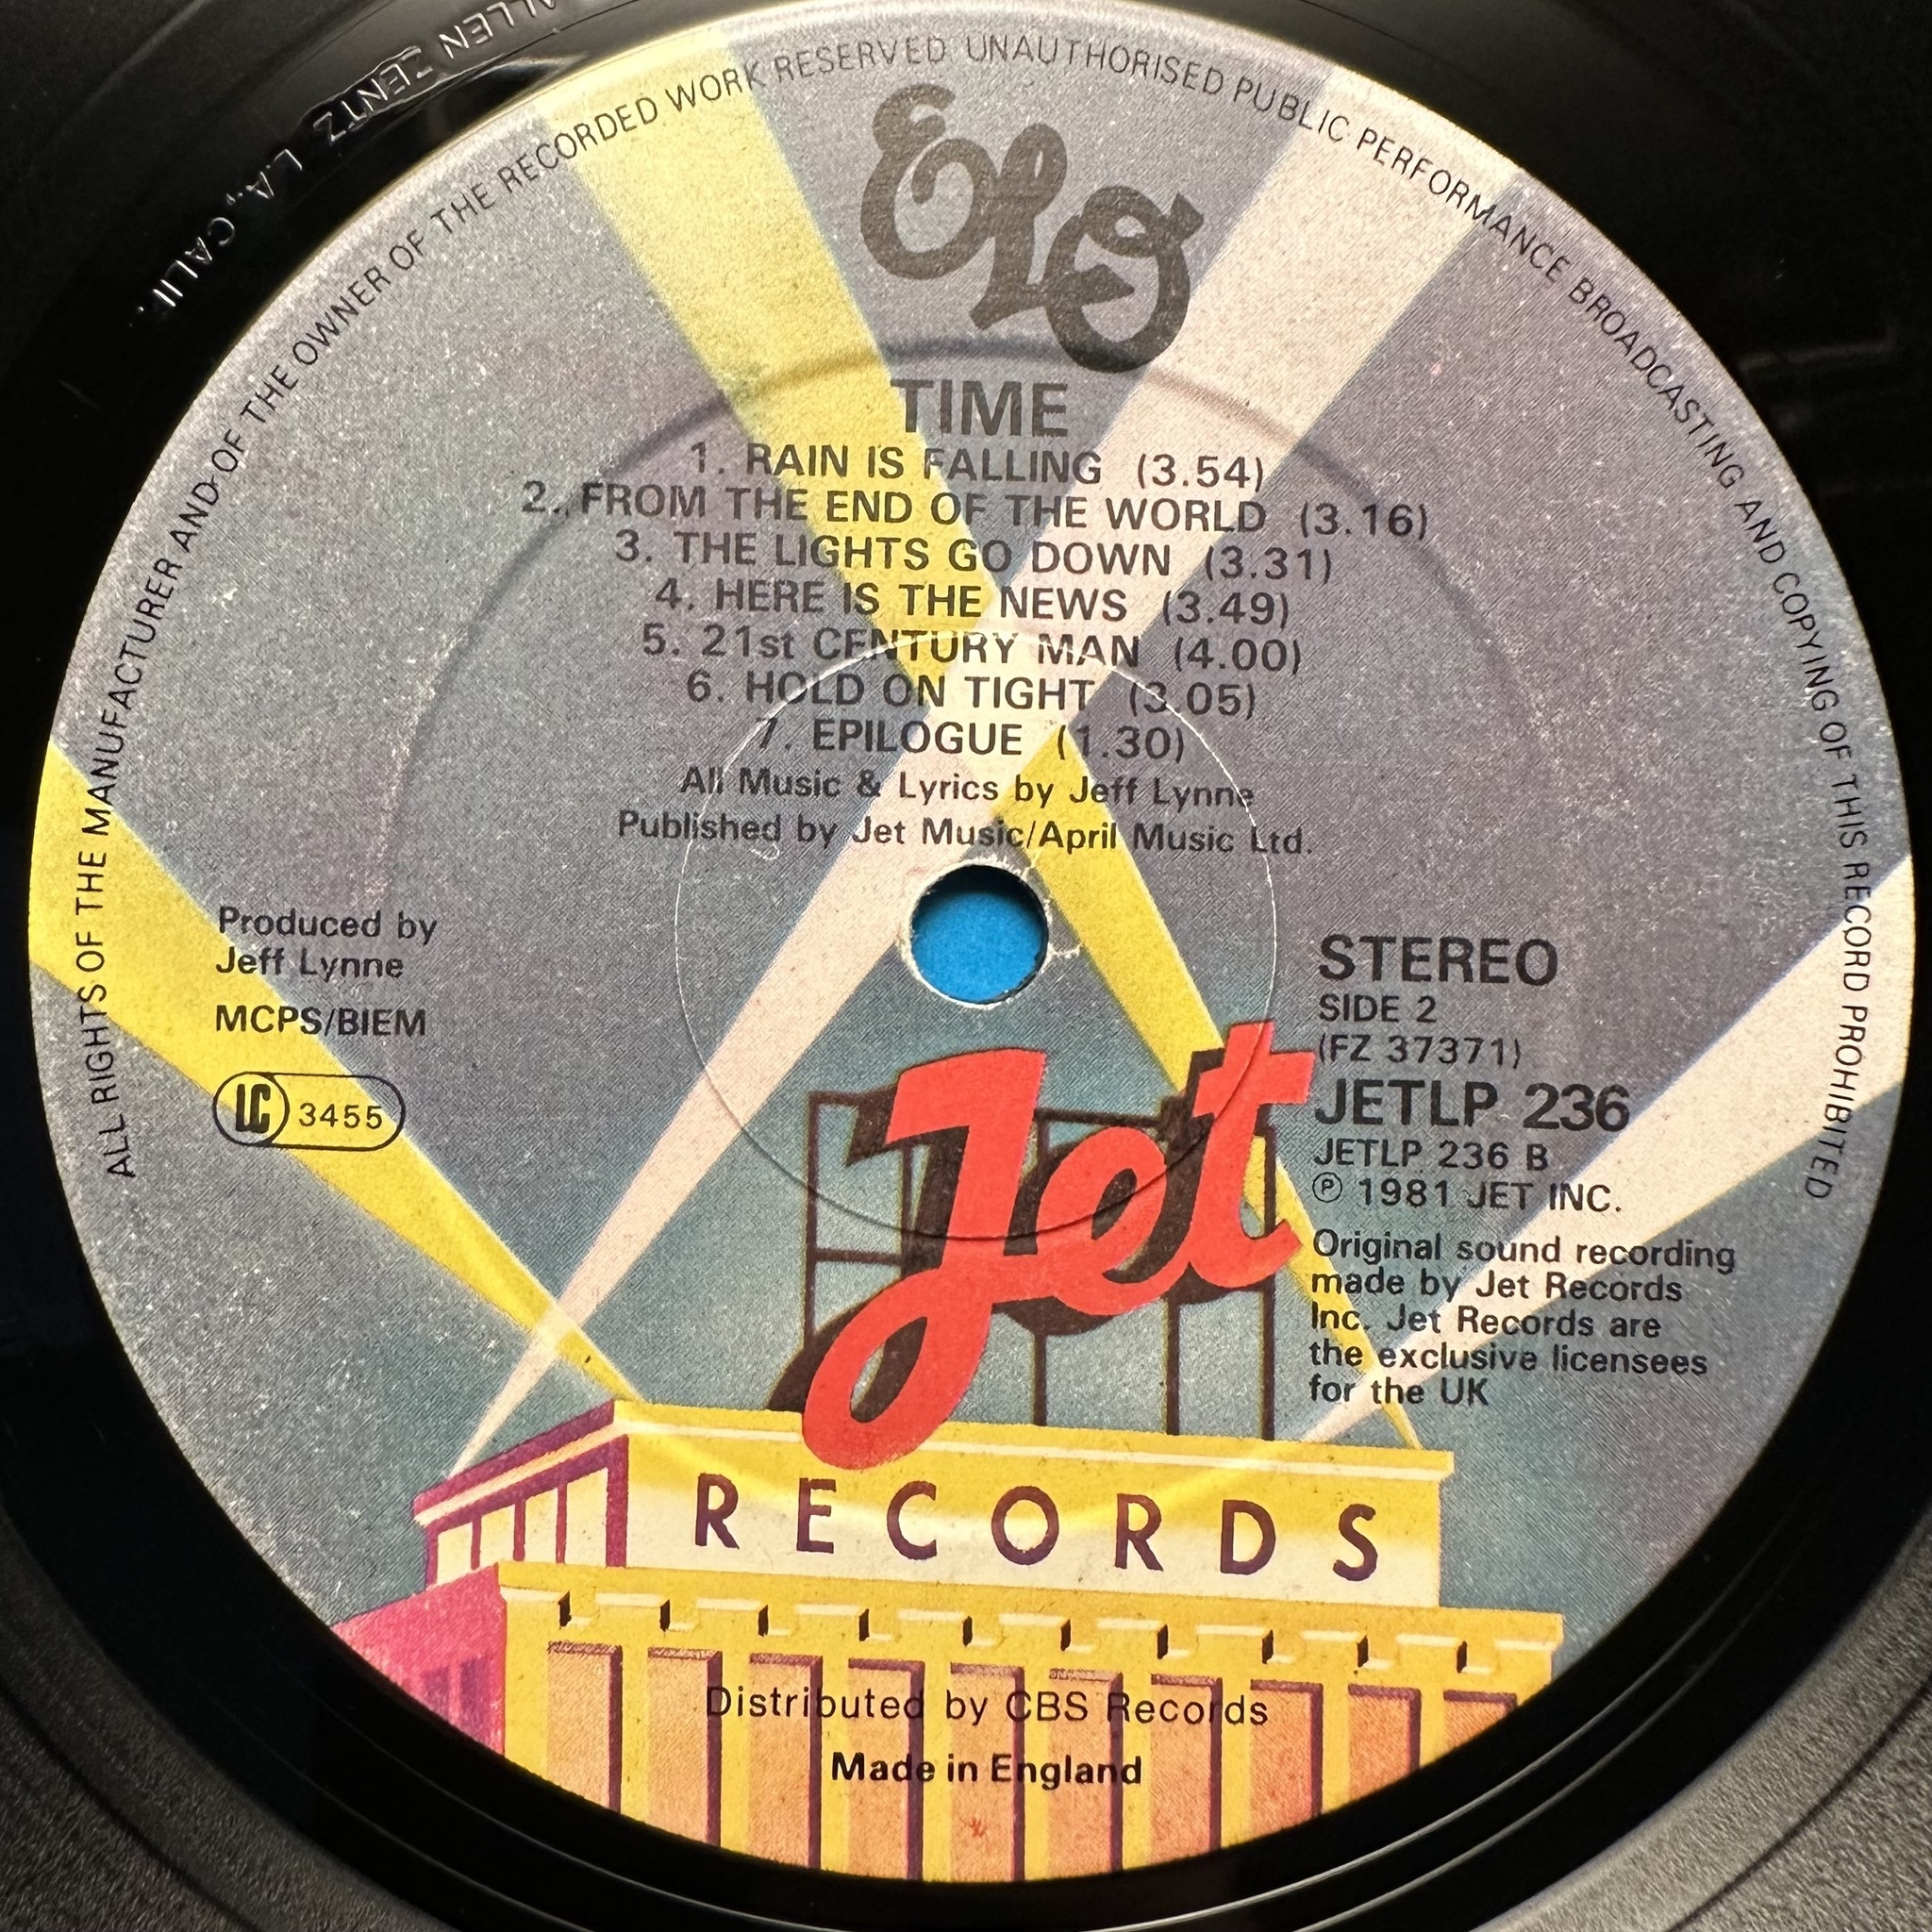 ALLEN ZENTZ L.A., CALIF.
ALL RIGHTS OF THE MANUFACTURER AND OF THE OWNER OF THE RECORDED WORK RESERVED UNAUTHORISED PUBLIC PERFORMANCE BROADCASTING AND COPYING OF THIS RECORD PROHIBITED
ELO
TIME
1. RAIN IS FALLING (3.54)
2. FROM THE END OF THE WORLD (3.16)
3. THE LIGHTS GO DOWN (3.31)
4. HERE IS THE NEWS (3.49)
5. 21st CENTURY MAN (4.00)
6. HOLD ON TIGHT (3.05)
7. EPILOGUE (1.30)
All Music & Lyrics by Jeff Lynne
Published by Jet Music/April Music Ltd.
Produced by
Jeff Lynne
MCPS/BIEM
LC 3455
STEREO
SIDE 2
(FZ 37371)
JETLP 236
JETLP 236 B
℗ 1981 JET INC.
Original sound recording
made by Jet Records
Inc. Jet Records are
the exclusive licensees
for the UK
Jet
RECORDS
Distributed by CBS Records
Made in England